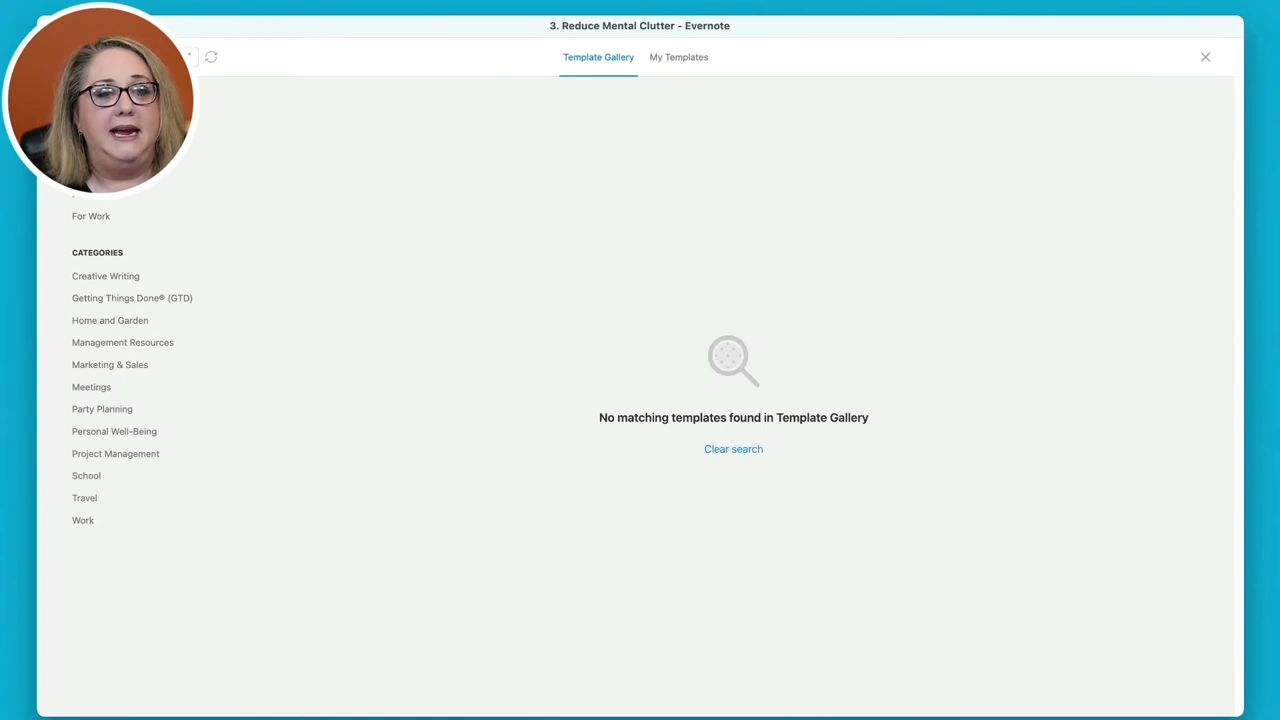 3. Reduce Mental Clutter - Evernote
Template Gallery
My Templates
For Work
CATEGORIES
Creative Writing
Getting Things Done® (GTD)
Home and Garden
Management Resources
Marketing & Sales
Meetings
Party Planning
Personal Well-Being
Project Management
School
Travel
Work
No matching templates found in Template Gallery
Clear search